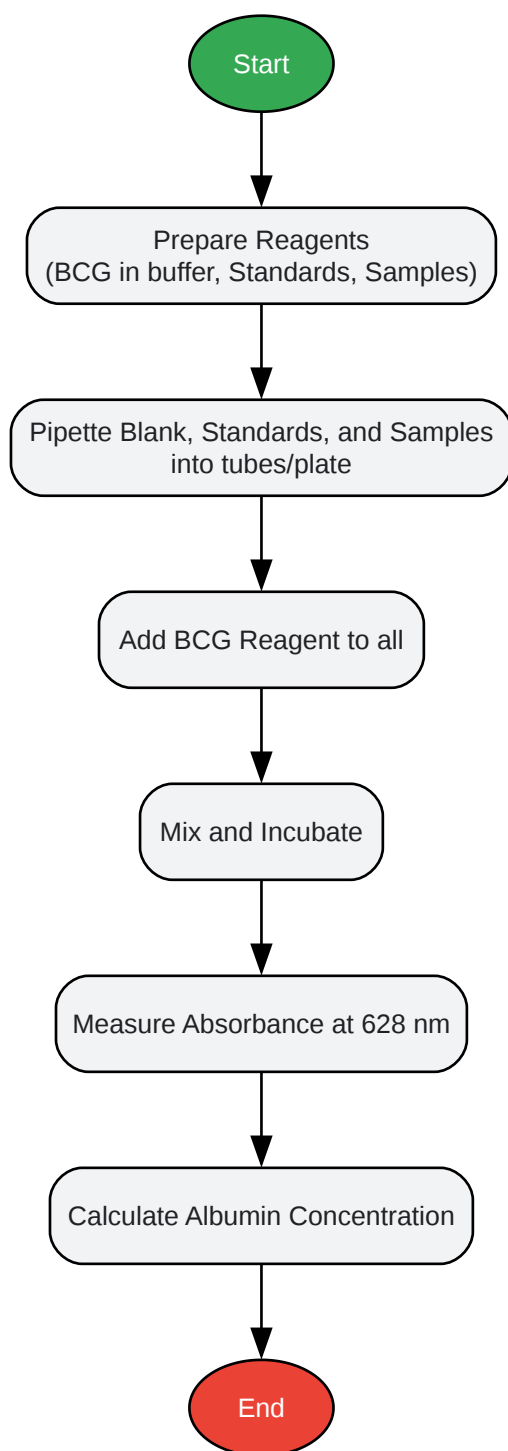 Start
Prepare Reagents
(BCG in buffer, Standards, Samples)
Pipette Blank, Standards, and Samples
into tubes/plate
Add BCG Reagent to all
Mix and Incubate
Measure Absorbance at 628 nm
Calculate Albumin Concentration
End